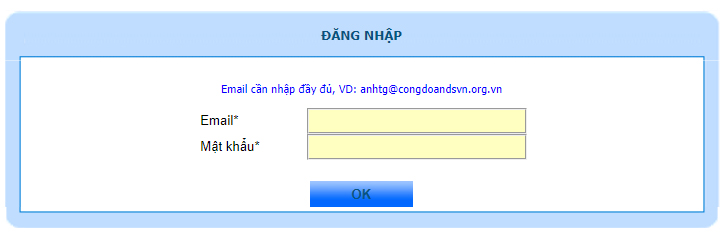 ĐĂNG NHẬP
Email cần nhập đầy đủ, VD: anhtg@congdoandsvn.org.vn
Email*
Mật khẩu*
OK